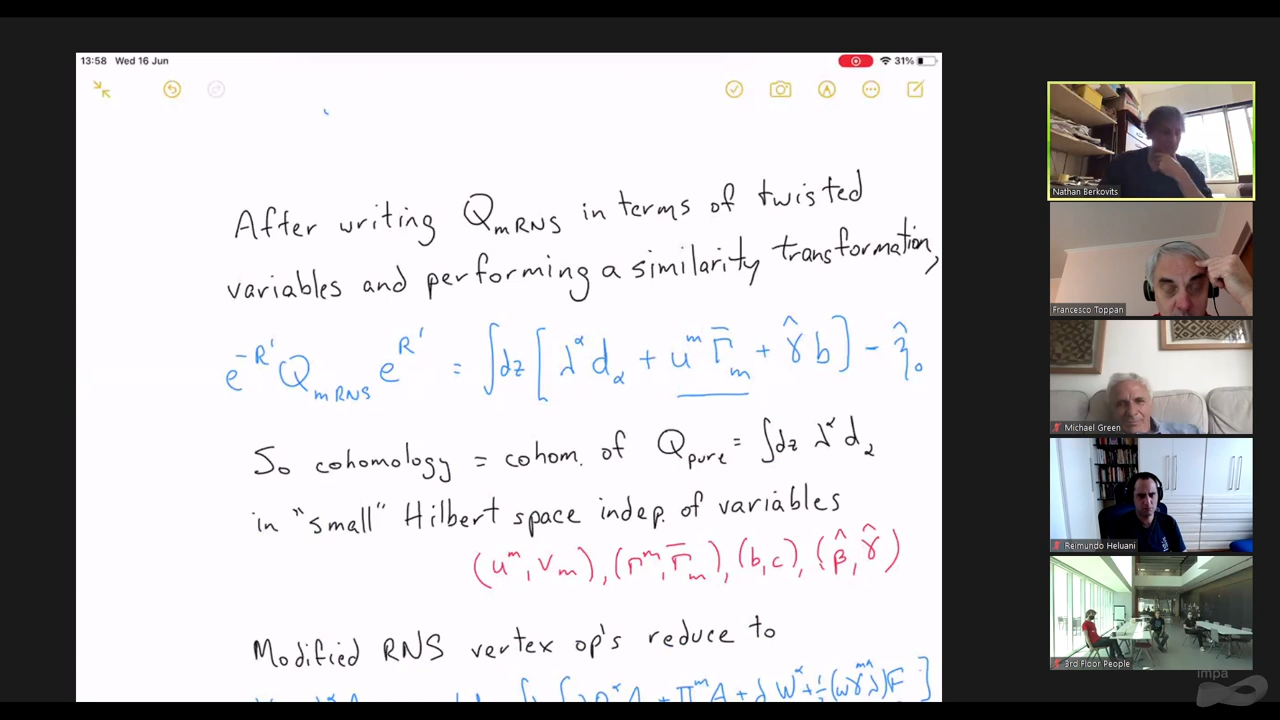 13:58 Wed 16 Jun
31%
After writing Q_mRNS in terms of twisted
variables and performing a similarity transformation,
e^{-R'} Q_mRNS e^{R'} = ∫dz [λ^α d_α + u^m Γ̄_m + γ̂ b] - η̂_0
So cohomology = cohom. of Q_pure = ∫dz λ^α d_α
in "small" Hilbert space indep. of variables
(u^m, v_m), (Γ^m, Γ̄_m), (b,c), (β̂, γ̂)
Modified RNS vertex op's reduce to
Nathan Berkovits
Francesco Toppan
Michael Green
Reimundo Heluani
3rd Floor People
impa